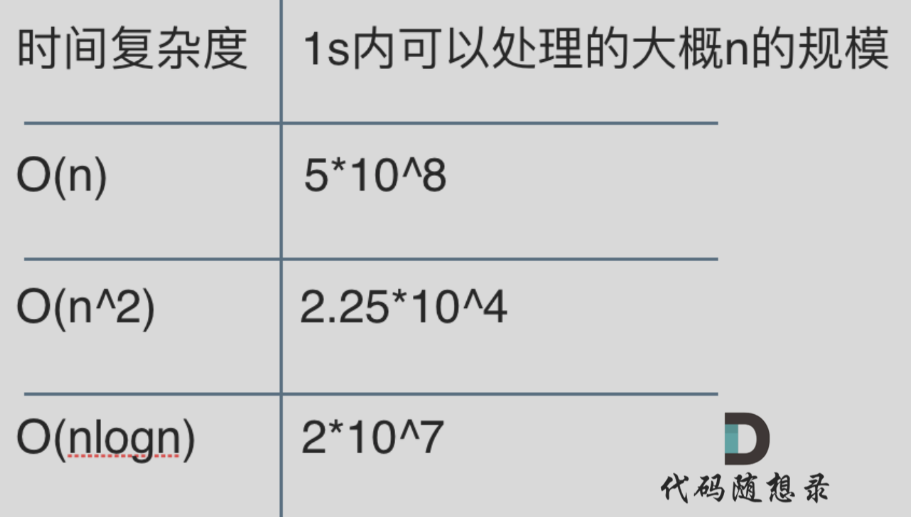 时间复杂度 1s内可以处理的大概n的规模
O(n) 5*10^8
O(n^2) 2.25*10^4
O(nlogn) 2*10^7
代码随想录